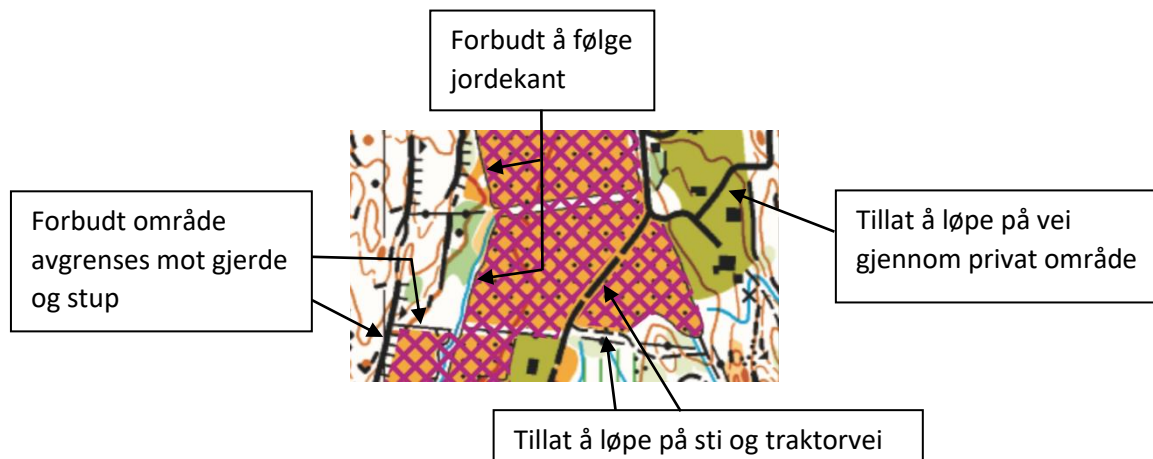 Forbudt å følge
jordekant
Forbudt område
avgrenses mot gjerde
og stup
Tillat å løpe på vei
gjennom privat område
Tillat å løpe på sti og traktorvei